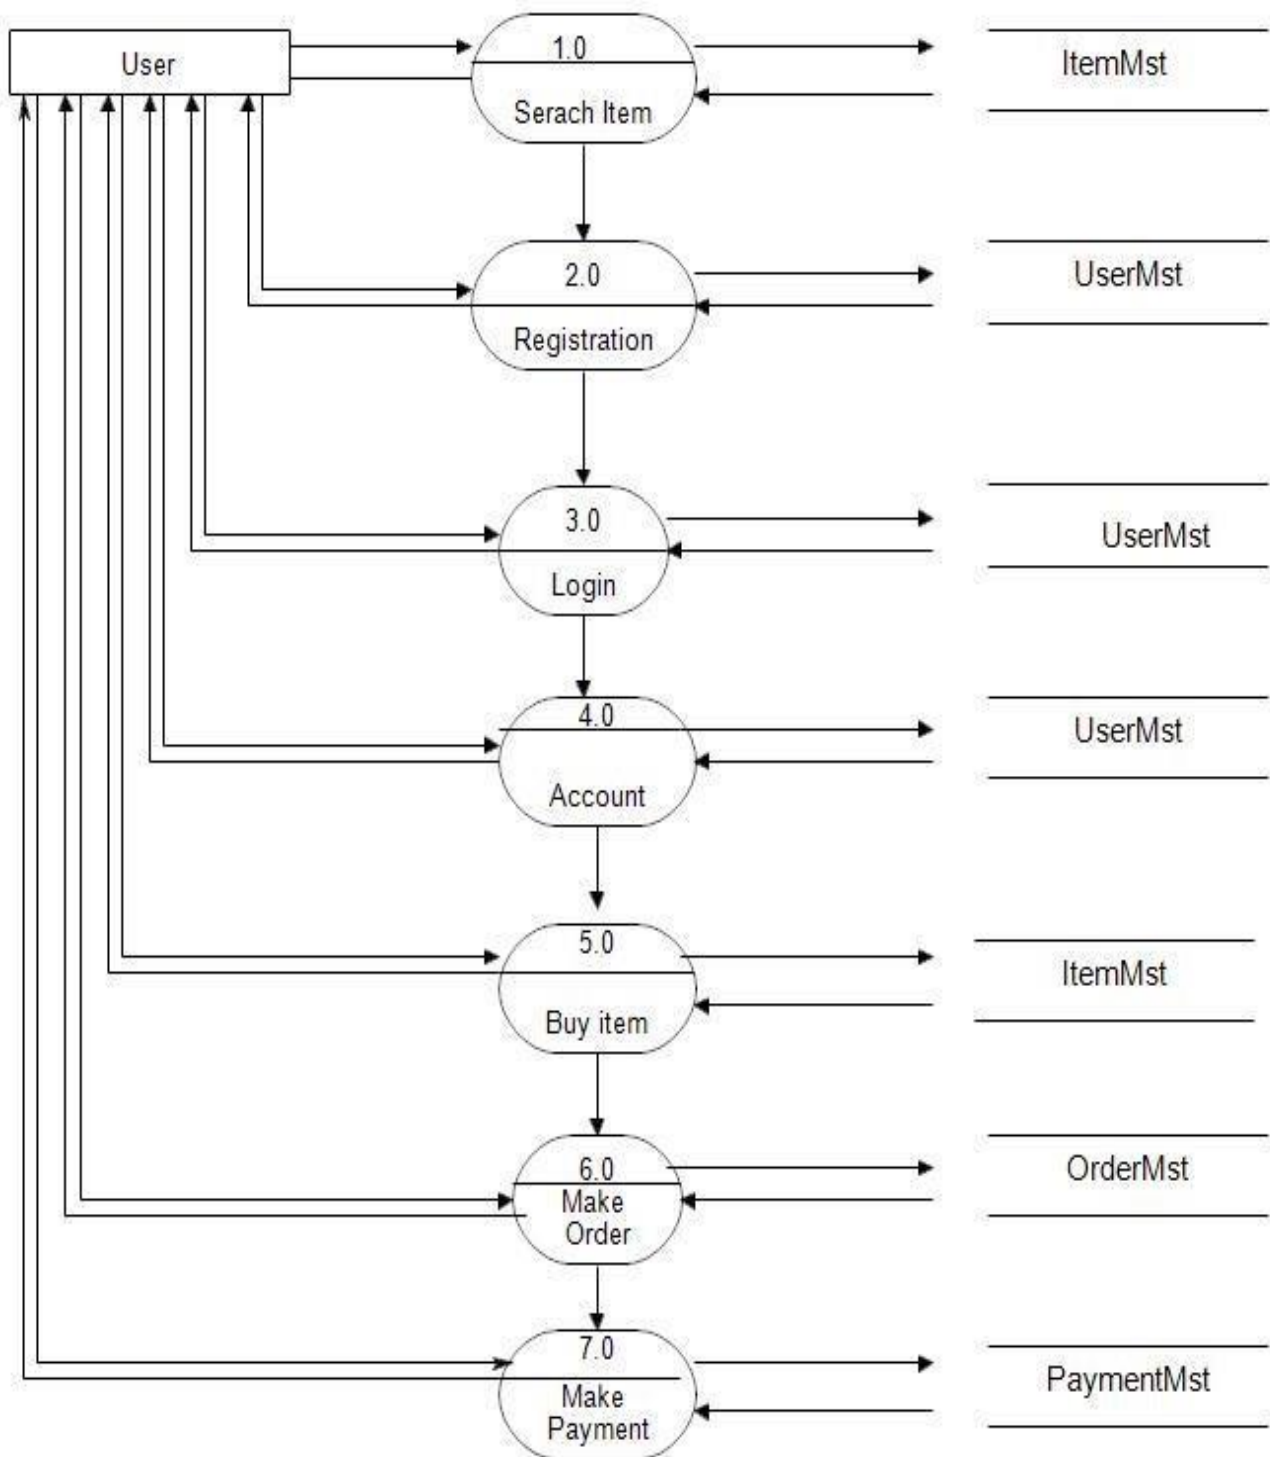 User
1.0
Serach Item
ItemMst
2.0
Registration
UserMst
3.0
Login
UserMst
4.0
Account
UserMst
5.0
Buy item
ItemMst
6.0
Make
Order
OrderMst
7.0
Make
Payment
PaymentMst